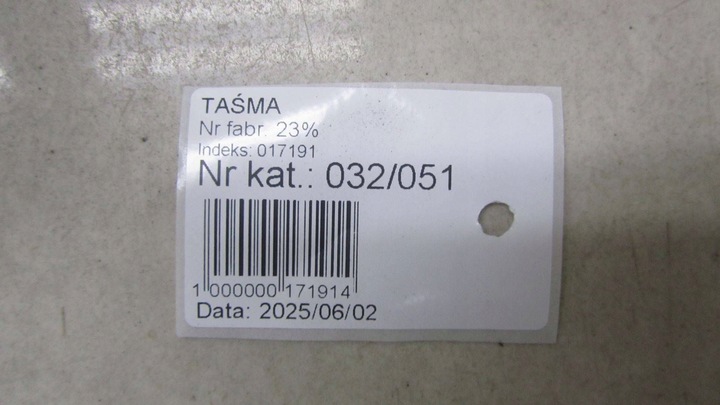 TAŚMA
Nr fabr. 23%
Indeks: 017191
Nr kat.: 032/051
1 000000 171914
Data: 2025/06/02